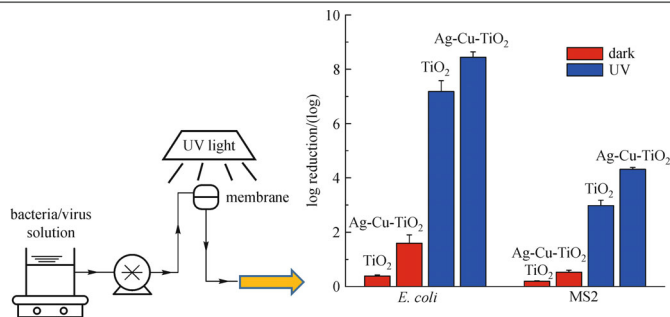 UV light
membrane
bacteria/virus
solution
log reduction/(log)
10
8
6
4
2
0
Ag-Cu-TiO₂
TiO₂
dark
UV
Ag-Cu-TiO₂
TiO₂
Ag-Cu-TiO₂
TiO₂
Ag-Cu-TiO₂
TiO₂
E. coli
MS2